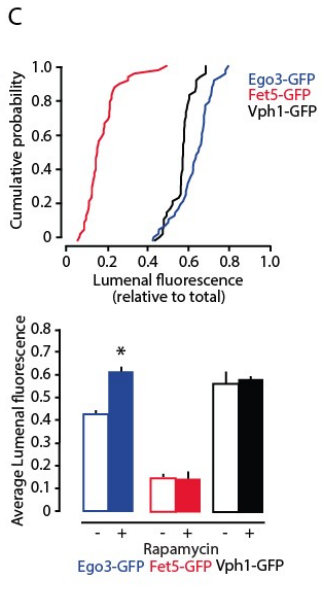 C
Cumulative probability
1.0
0.8
0.6
0.4
0.2
0
0 0.2 0.4 0.6 0.8 1.0
Lumenal fluorescence
(relative to total)
Ego3-GFP
Fet5-GFP
Vph1-GFP
Average Lumenal fluorescence
0.8
0.7
0.6
0.5
0.4
0.3
0.2
0.1
0
*
- + - + - +
Rapamycin
Ego3-GFP Fet5-GFP Vph1-GFP